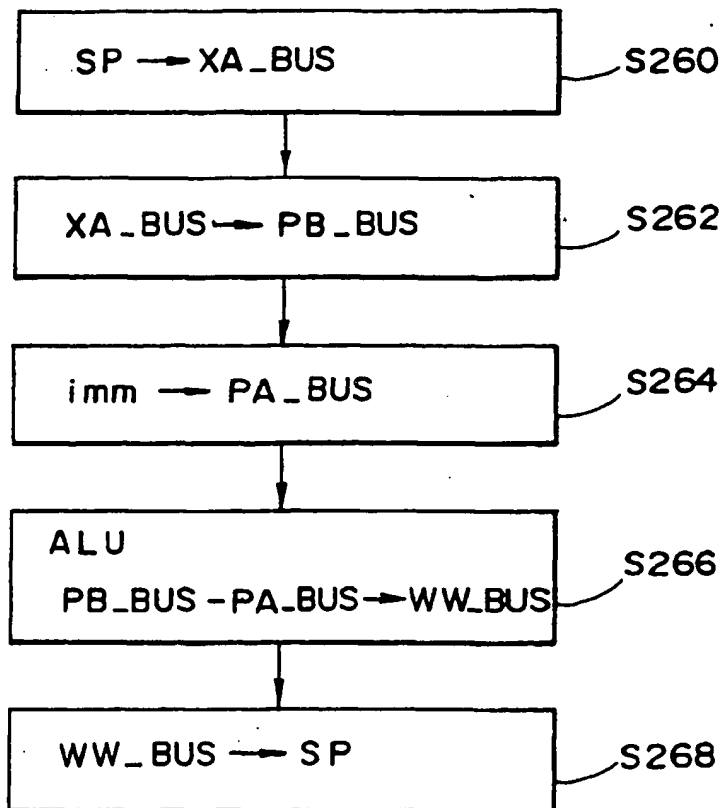 SP → XA_BUS
S260
XA_BUS → PB_BUS
S262
imm → PA_BUS
S264
ALU
PB_BUS - PA_BUS → WW_BUS
S266
WW_BUS → SP
S268